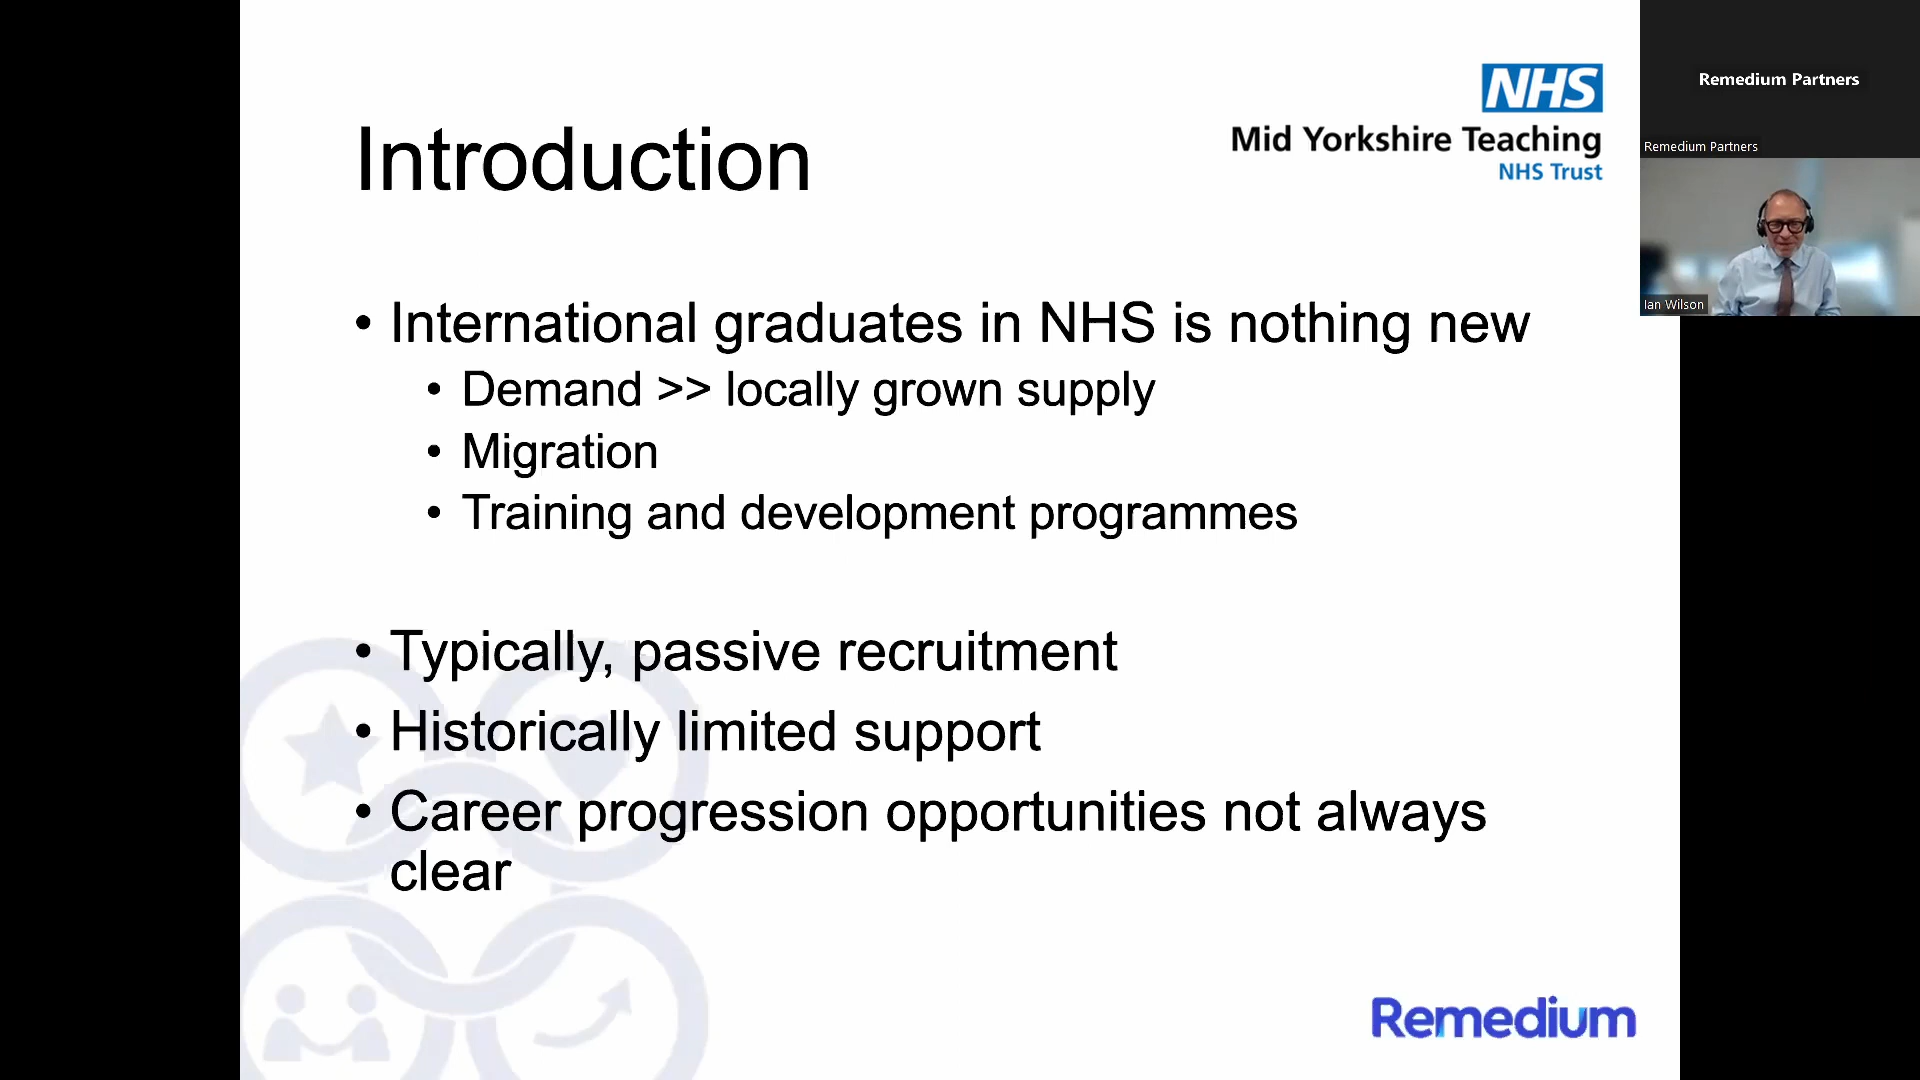 Introduction
NHS
Mid Yorkshire Teaching
NHS Trust
• International graduates in NHS is nothing new
• Demand >> locally grown supply
• Migration
• Training and development programmes
• Typically, passive recruitment
• Historically limited support
• Career progression opportunities not always
clear
Remedium
Remedium Partners
Remedium Partners
Ian Wilson